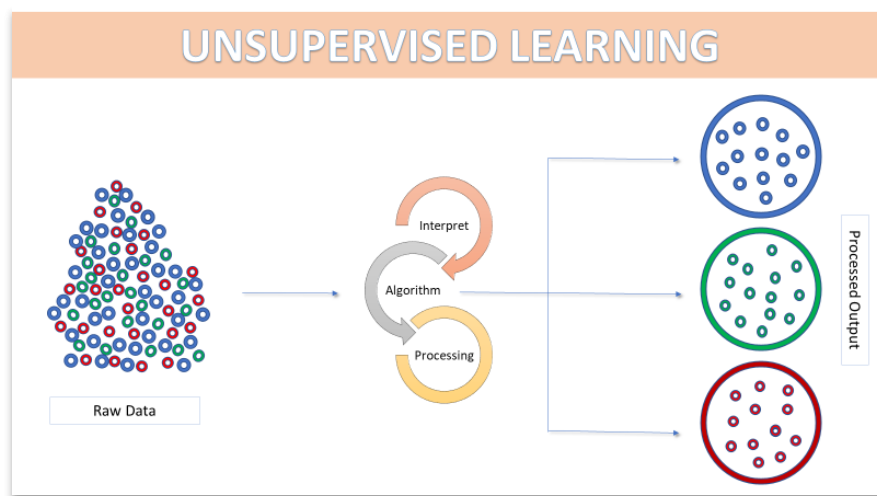 UNSUPERVISED LEARNING
Interpret
Algorithm
Processing
Raw Data
Processed Output